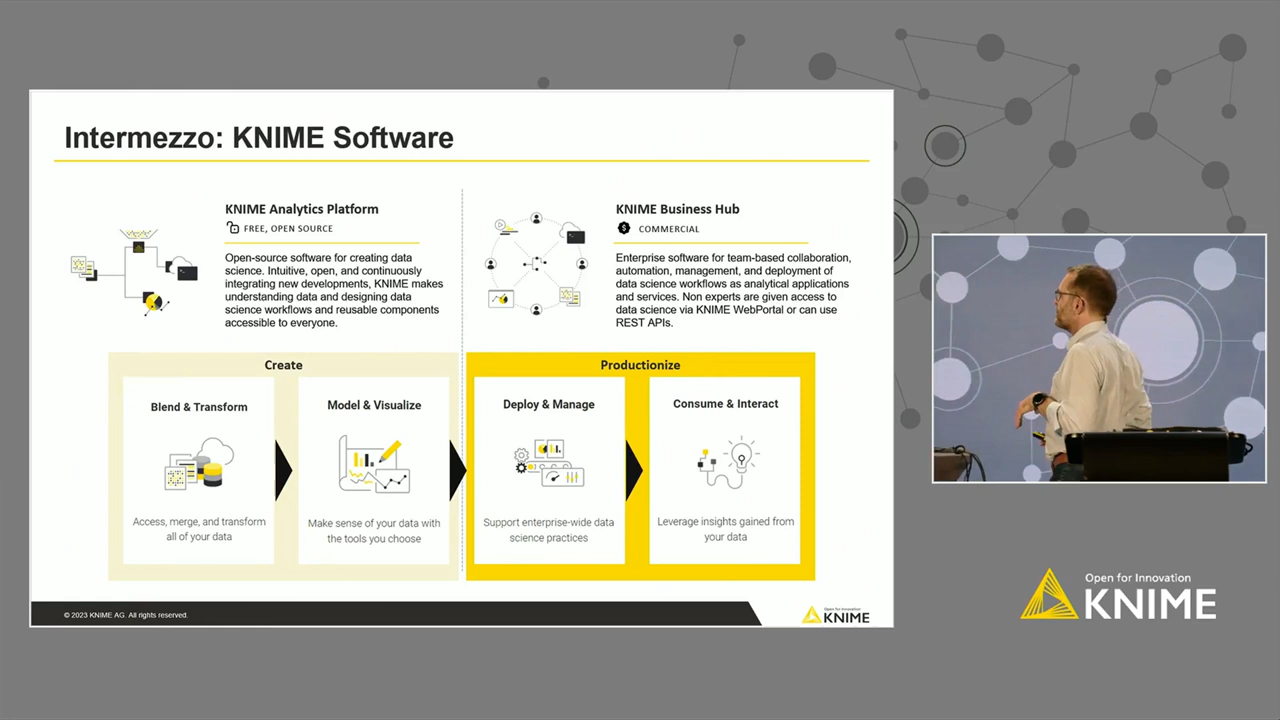 Intermezzo: KNIME Software
KNIME Analytics Platform
FREE, OPEN SOURCE
Open-source software for creating data
science. Intuitive, open, and continuously
integrating new developments, KNIME makes
understanding data and designing data
science workflows and reusable components
accessible to everyone.
KNIME Business Hub
$ COMMERCIAL
Enterprise software for team-based collaboration,
automation, management, and deployment of
data science workflows as analytical applications
and services. Non experts are given access to
data science via KNIME WebPortal or can use
REST APIs.
Create
Blend & Transform
Access, merge, and transform
all of your data
Model & Visualize
Make sense of your data with
the tools you choose
Productionize
Deploy & Manage
Support enterprise-wide data
science practices
Consume & Interact
Leverage insights gained from
your data
© 2023 KNIME AG. All rights reserved.
Open for Innovation
KNIME
Open for Innovation
KNIME